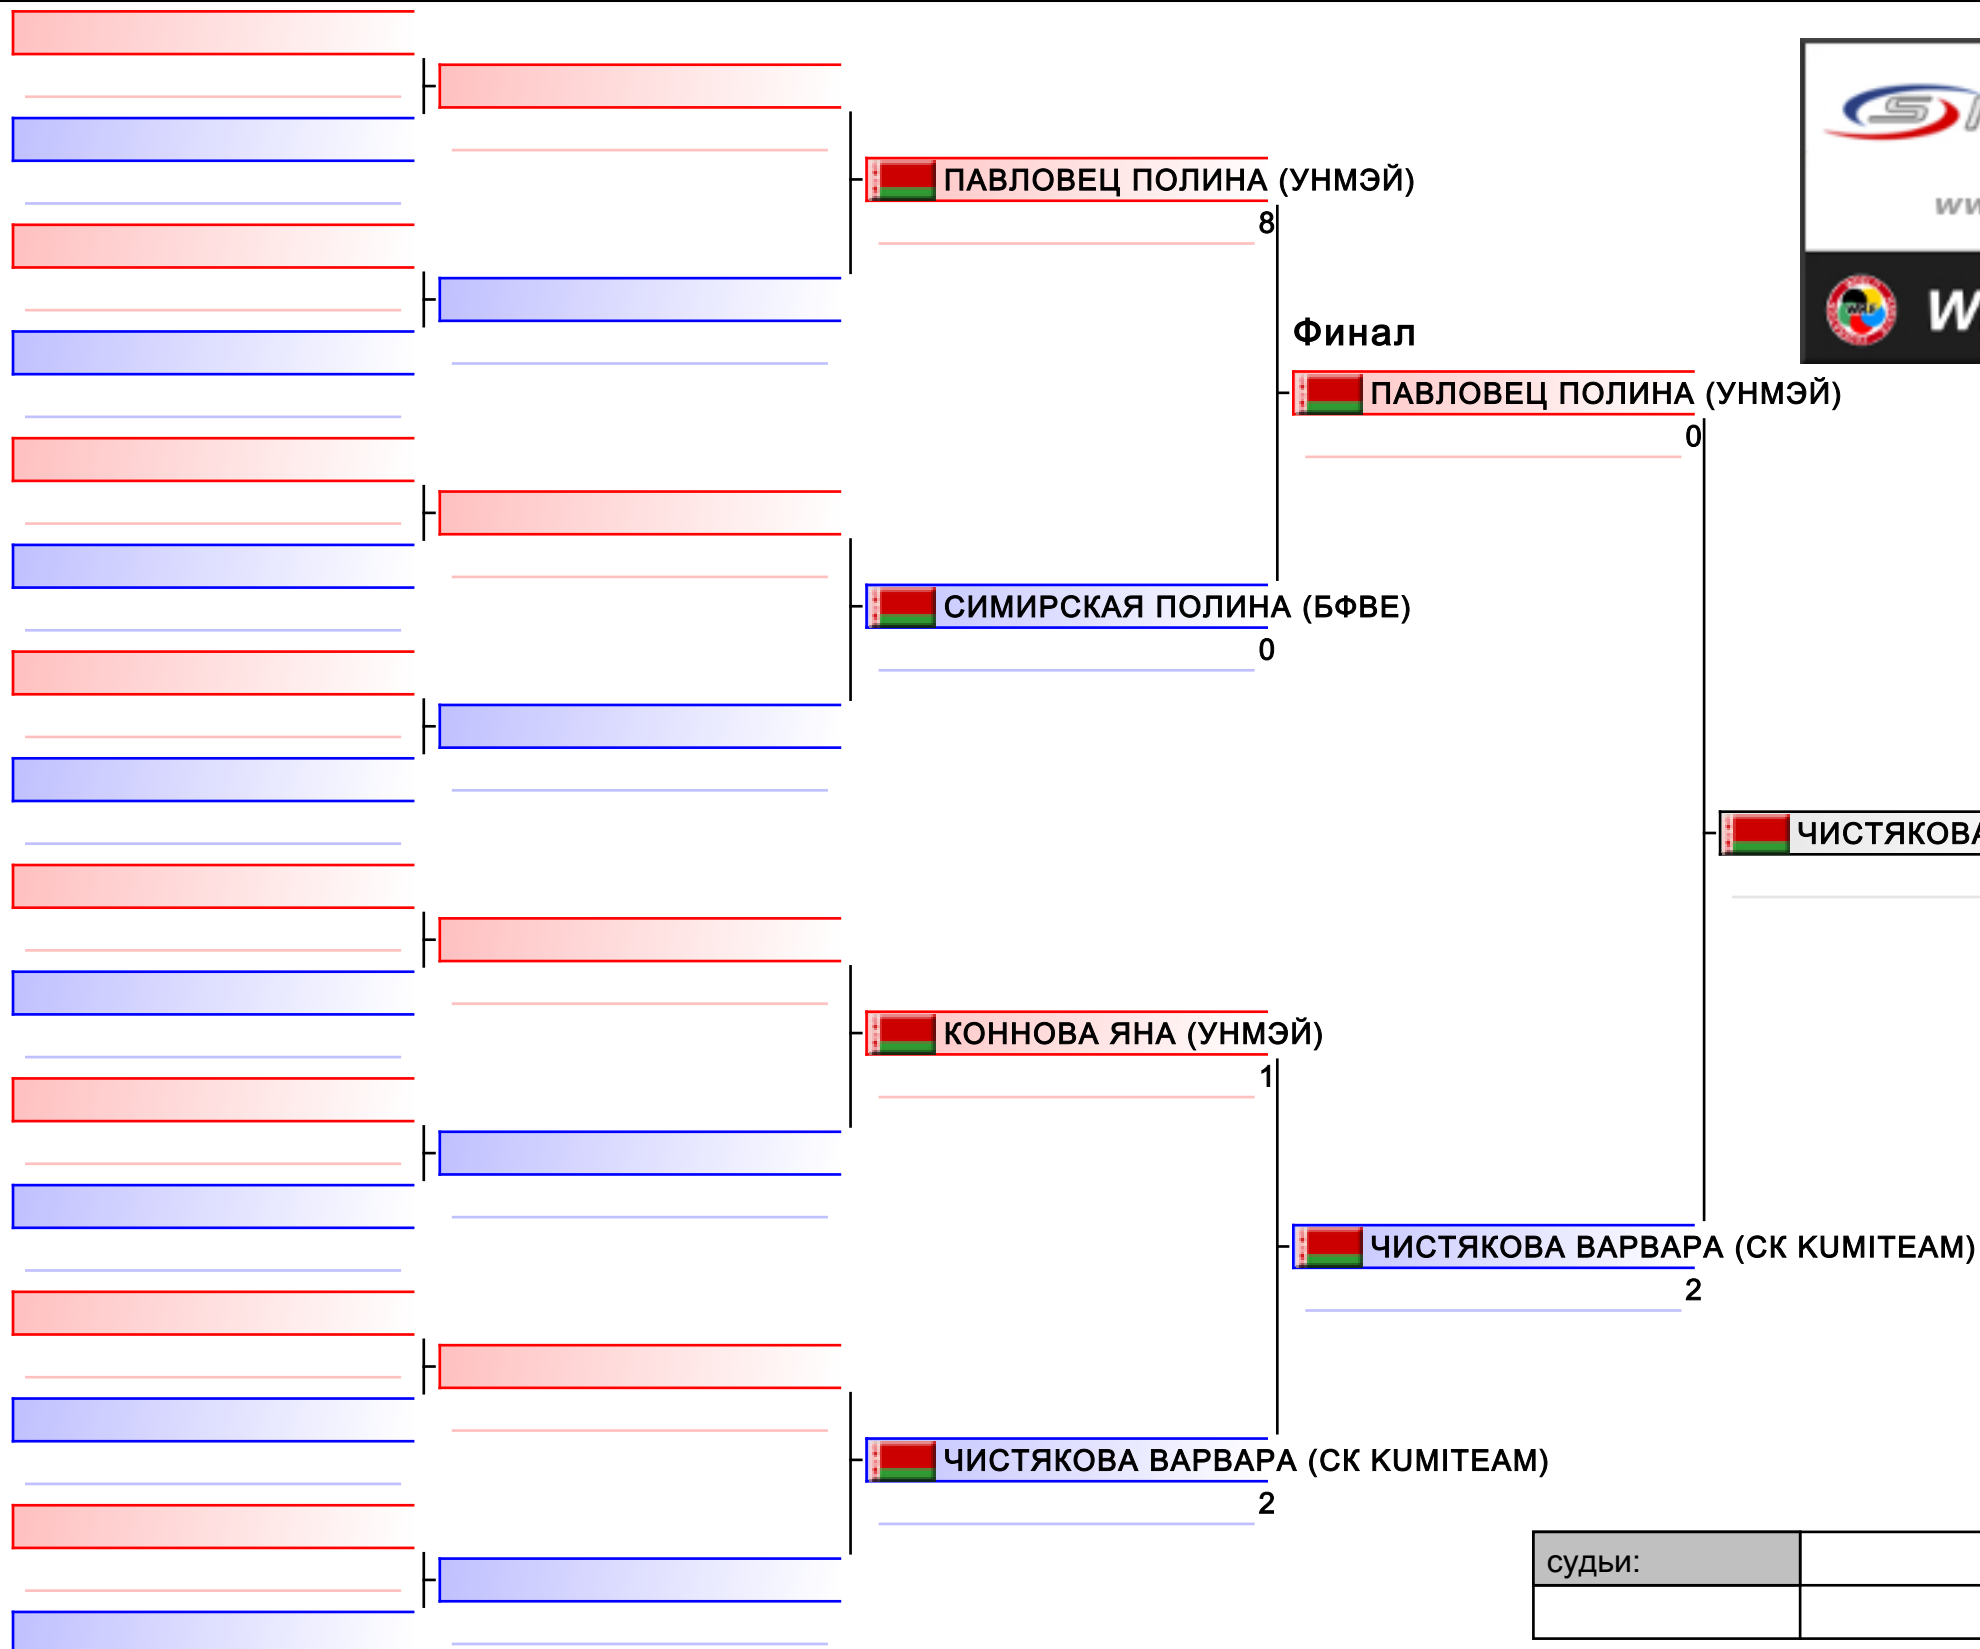 ПАВЛОВЕЦ ПОЛИНА (УНМЭЙ)
8
Финал
ПАВЛОВЕЦ ПОЛИНА (УНМЭЙ)
0
СИМИРСКАЯ ПОЛИНА (БФВЕ)
0
ЧИСТЯКОВА
КОННОВА ЯНА (УНМЭЙ)
1
ЧИСТЯКОВА ВАРВАРА (СК KUMITEAM)
2
ЧИСТЯКОВА ВАРВАРА (СК KUMITEAM)
2
судьи: